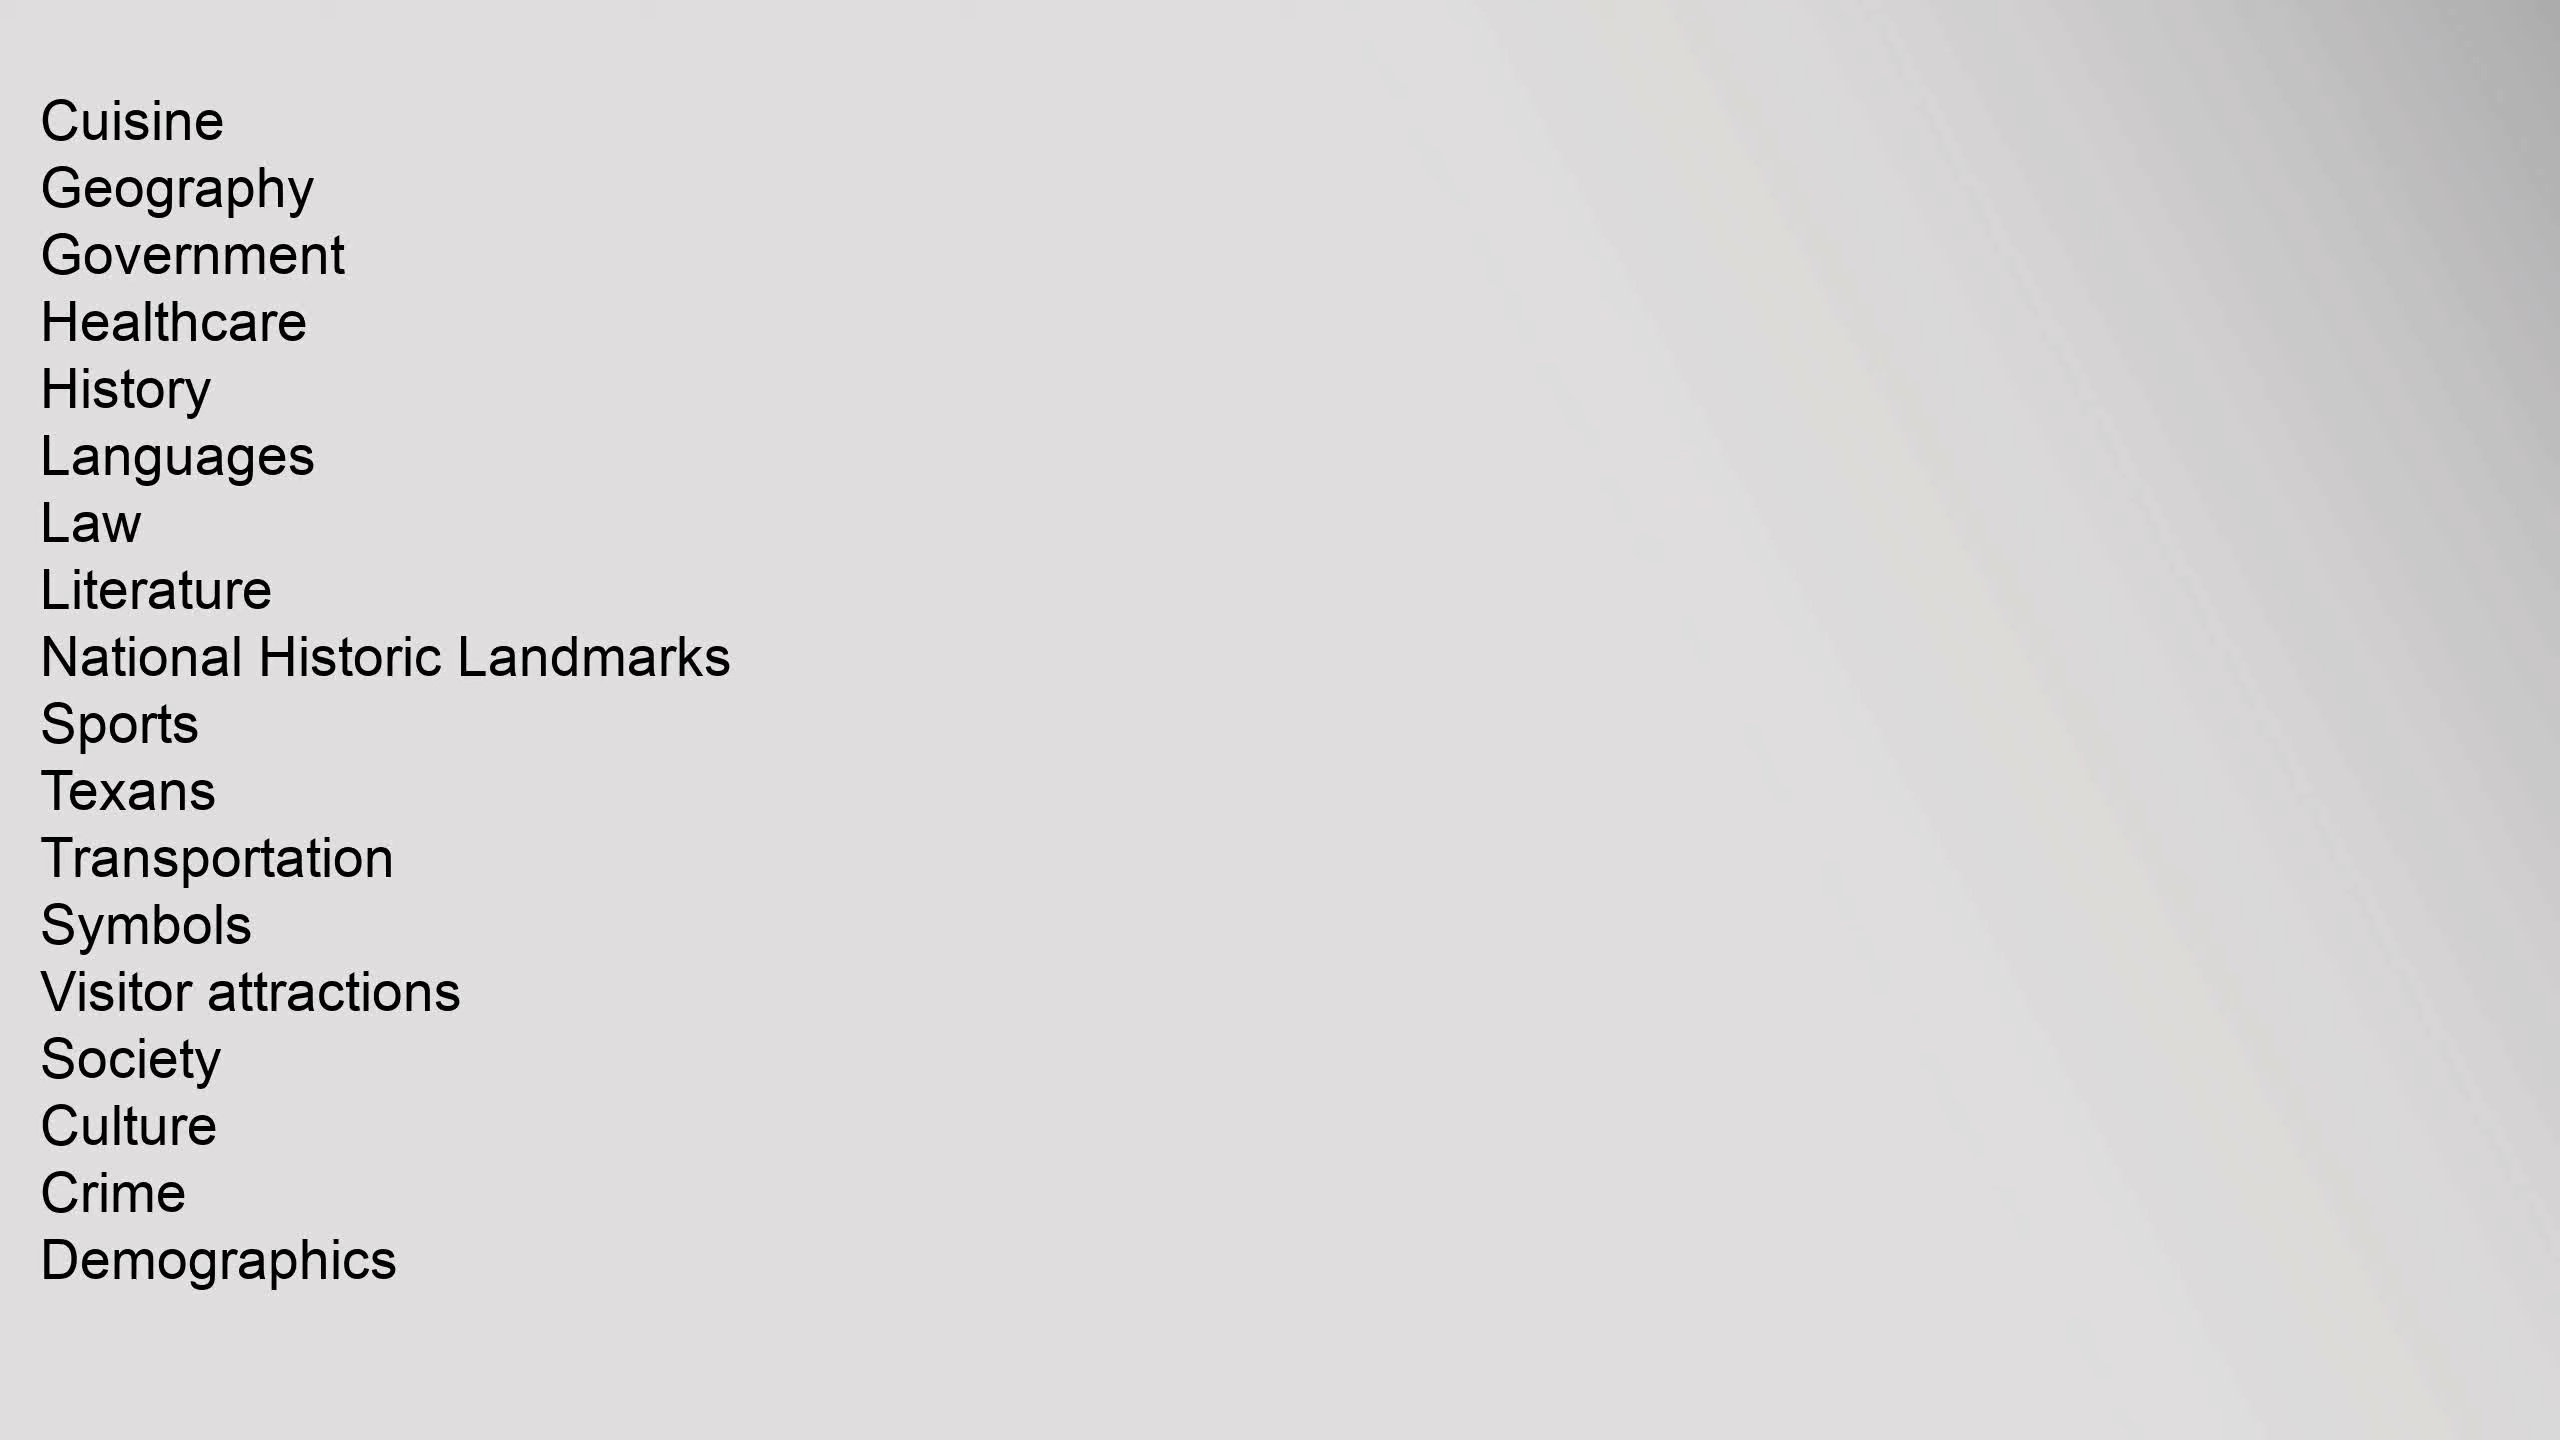 Cuisine
Geography
Government
Healthcare
History
Languages
Law
Literature
National Historic Landmarks
Sports
Texans
Transportation
Symbols
Visitor attractions
Society
Culture
Crime
Demographics